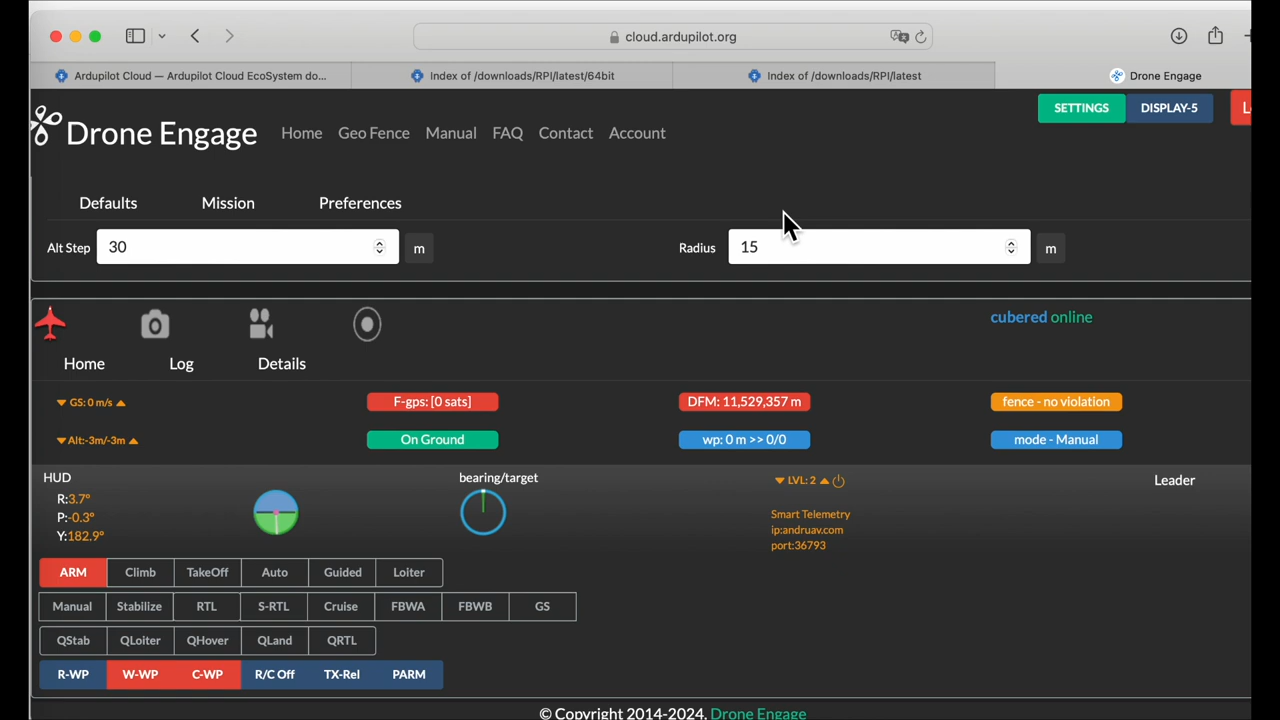 cloud.ardupilot.org
Ardupilot Cloud — Ardupilot Cloud EcoSystem do...
Index of /downloads/RPI/latest/64bit
Index of /downloads/RPI/latest
Drone Engage
SETTINGS
DISPLAY-5
Drone Engage
Home
Geo Fence
Manual
FAQ
Contact
Account
Defaults
Mission
Preferences
Alt Step
30
m
Radius
15
m
cubered online
Home
Log
Details
GS: 0 m/s
F-gps: [0 sats]
DFM: 11,529,357 m
fence - no violation
Alt:-3m/-3m
On Ground
wp: 0 m >> 0/0
mode - Manual
HUD
bearing/target
LVL: 2
Leader
R:3.7º
P:-0.3º
Y:182.9º
Smart Telemetry
ip:andruav.com
port:36793
ARM
Climb
TakeOff
Auto
Guided
Loiter
Manual
Stabilize
RTL
S-RTL
Cruise
FBWA
FBWB
GS
QStab
QLoiter
QHover
QLand
QRTL
R-WP
W-WP
C-WP
R/C Off
TX-Rel
PARM
© Copyright 2014-2024, Drone Engage